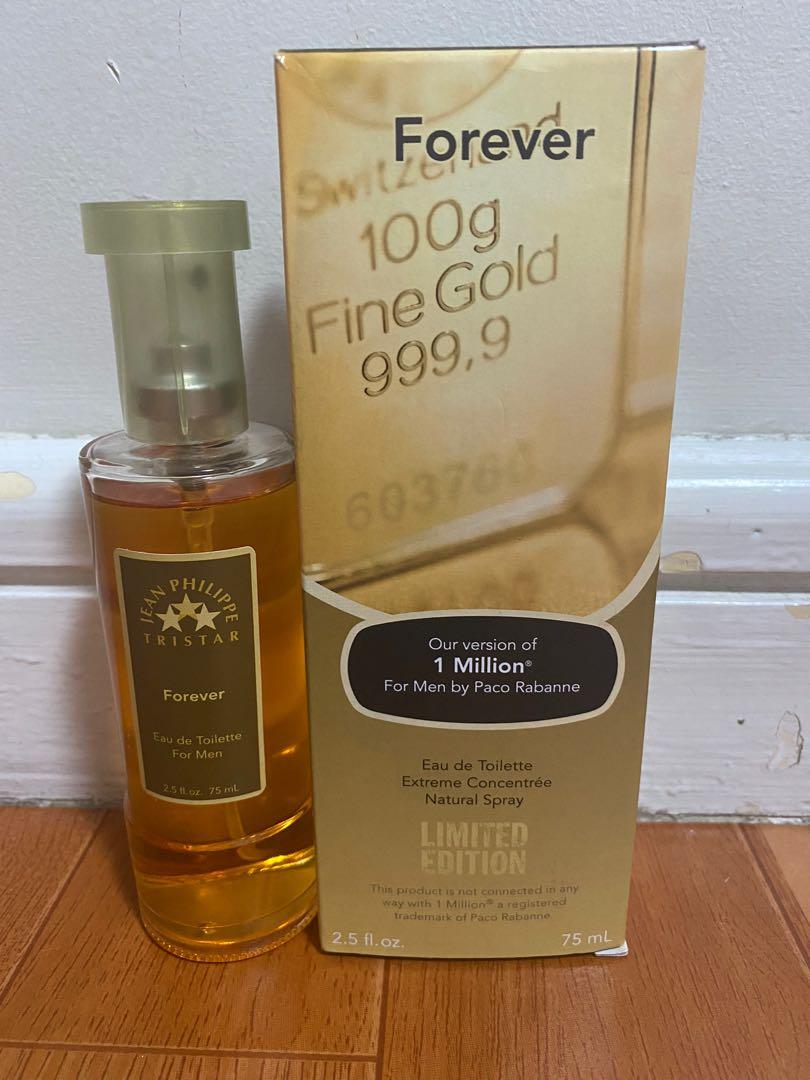 JEAN PHILIPPE
TRISTAR
Forever
Eau de Toilette
For Men
2.5 fl.oz. 75 mL
Forever
Switzerland
100g
Fine Gold
999,9
Our version of
1 Million®
For Men by Paco Rabanne
Eau de Toilette
Extreme Concentrée
Natural Spray
LIMITED
EDITION
This product is not connected in any
way with 1 Million® a registered
trademark of Paco Rabanne.
2.5 fl.oz. 75 mL